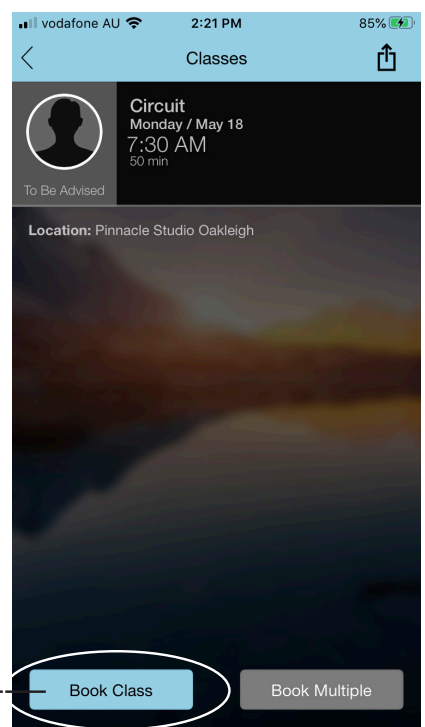 vodafone AU 2:21 PM 85%
Classes
Circuit
Monday / May 18
7:30 AM
50 min
To Be Advised
Location: Pinnacle Studio Oakleigh
Book Class Book Multiple